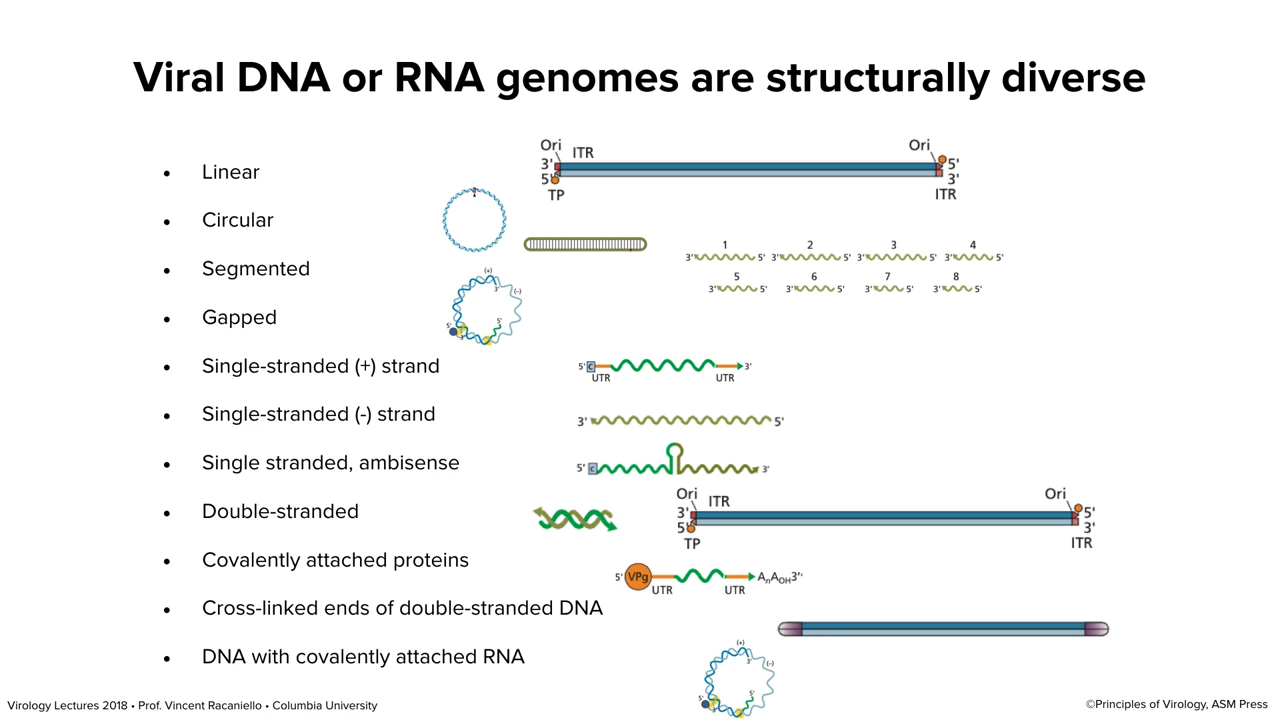 Viral DNA or RNA genomes are structurally diverse
• Linear
Ori ITR Ori
3' 5'
5' 3'
TP ITR
• Circular
• Segmented
1 2 3 4
3' 5' 3' 5' 3' 5' 3' 5'
5 6 7 8
3' 5' 3' 5' 3' 5' 3' 5'
• Gapped
(+)
3' (-)
5' 5'
3'
• Single-stranded (+) strand
5' c 3'
UTR UTR
• Single-stranded (-) strand
3' 5'
• Single stranded, ambisense
5' c 3'
• Double-stranded
Ori ITR Ori
3' 5'
5' 3'
TP ITR
• Covalently attached proteins
5' VPg AnAOH3'
UTR UTR
• Cross-linked ends of double-stranded DNA
• DNA with covalently attached RNA
(+)
3' (-)
5' 5'
Virology Lectures 2018 • Prof. Vincent Racaniello • Columbia University
©Principles of Virology, ASM Press